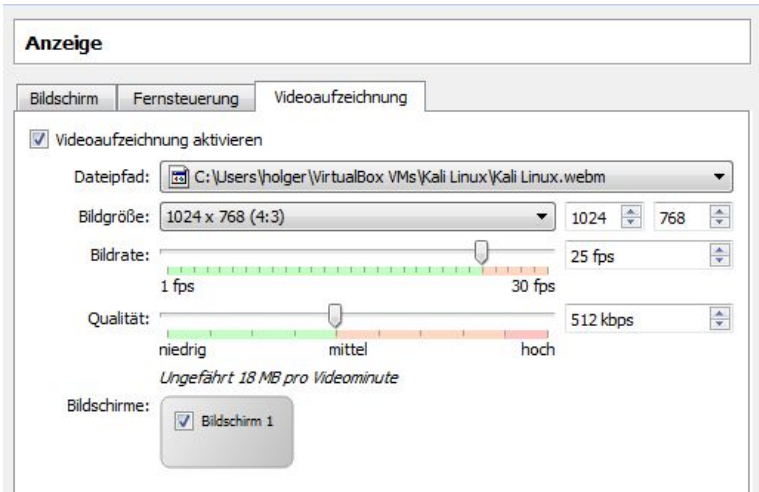 Anzeige
Bildschirm Fernsteuerung Videoaufzeichnung
Videoaufzeichnung aktivieren
Dateipfad: C:\Users\holger\VirtualBox VMs\Kali Linux\Kali Linux.webm
Bildgröße: 1024 x 768 (4:3) 1024 768
Bildrate: 25 fps
1 fps 30 fps
Qualität: 512 kbps
niedrig mittel hoch
Ungefährt 18 MB pro Videominute
Bildschirme: Bildschirm 1